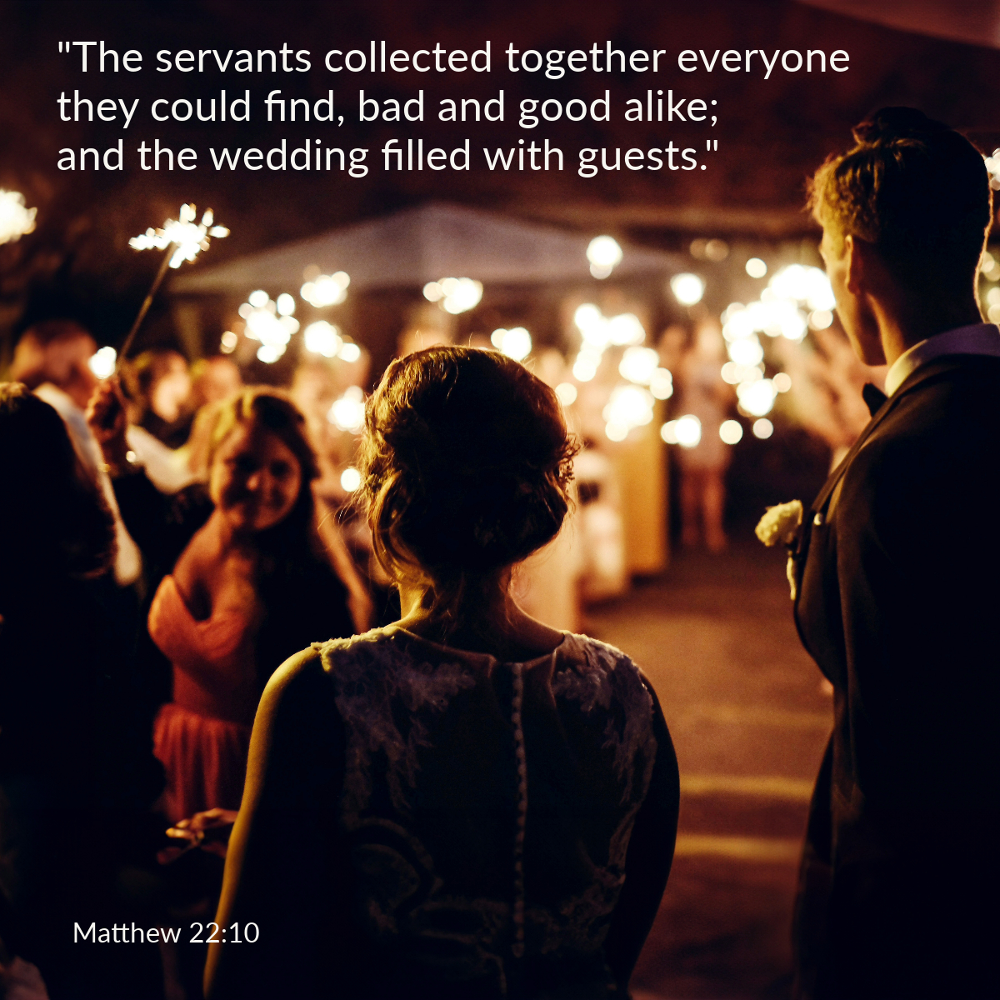 "The servants collected together everyone
they could find, bad and good alike;
and the wedding filled with guests."
Matthew 22:10